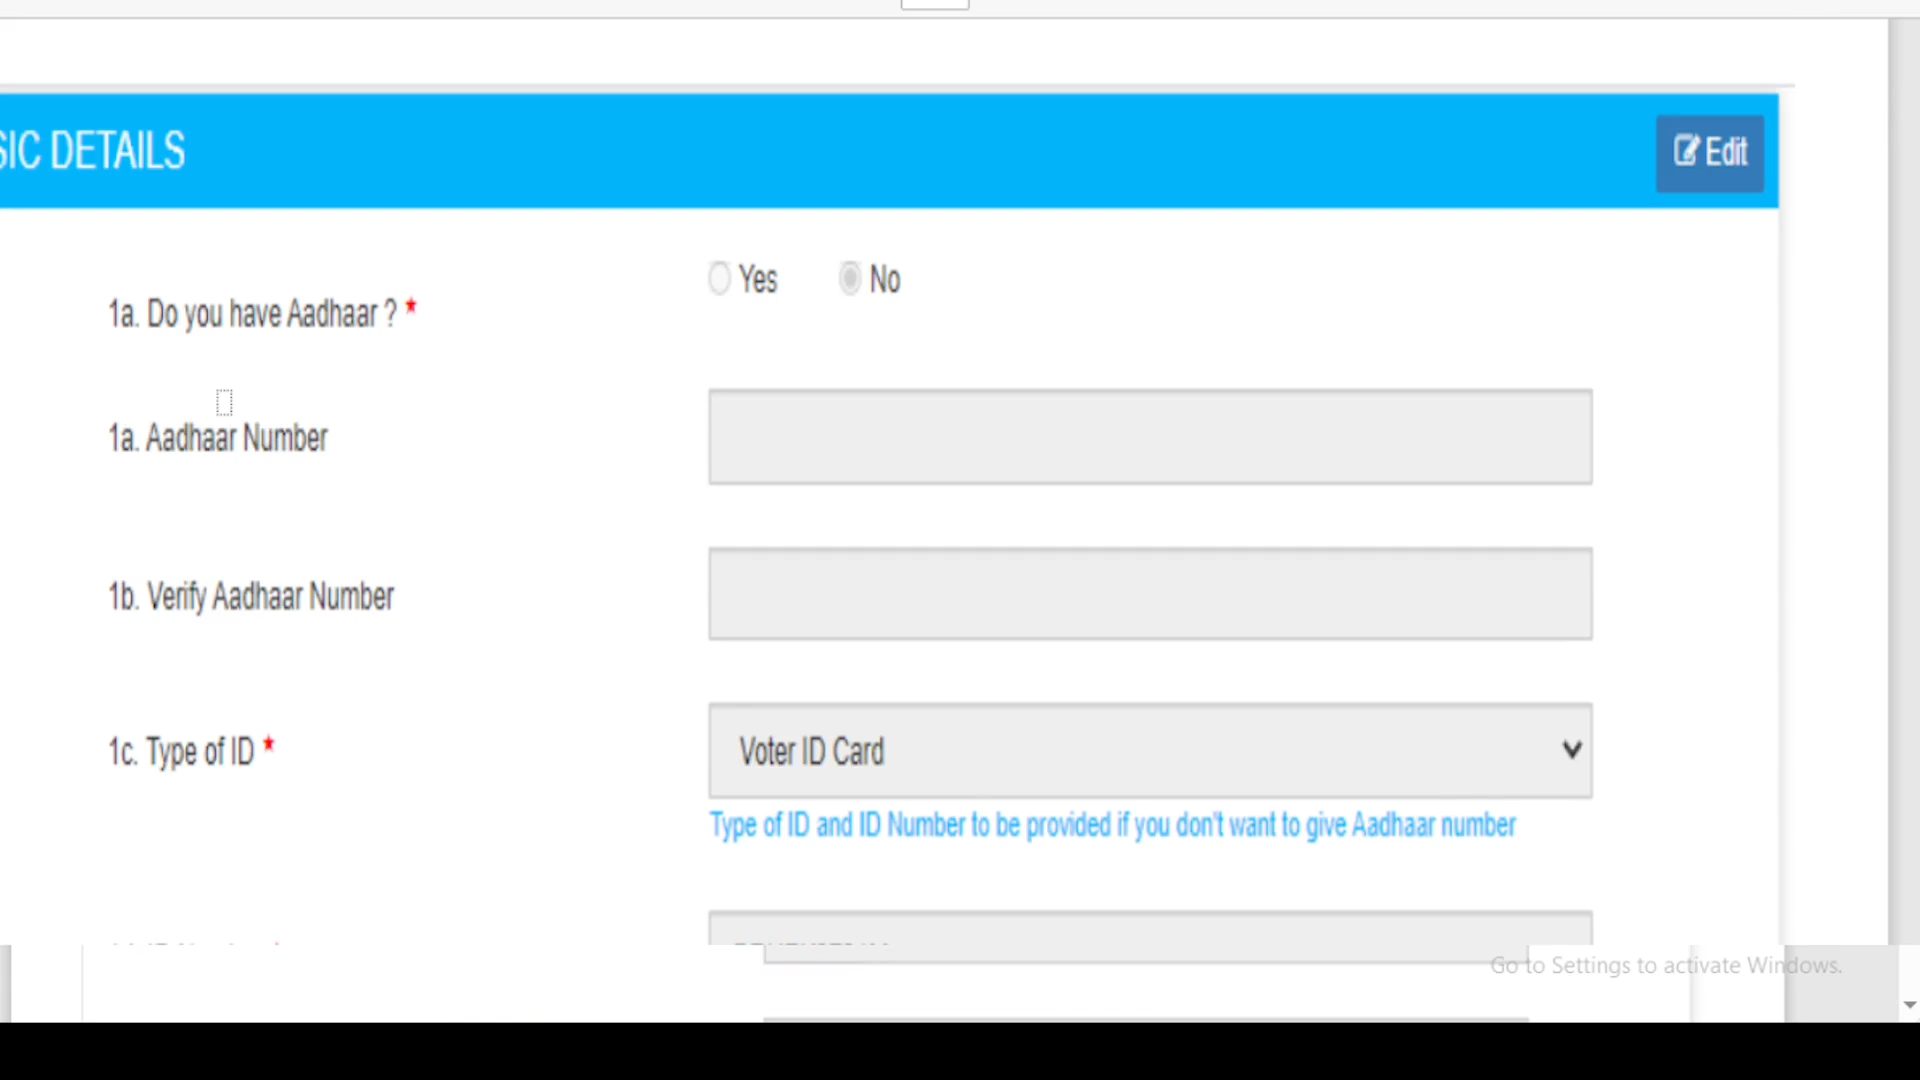 SIC DETAILS
Edit
Yes No
1a. Do you have Aadhaar ? *
1a. Aadhaar Number
1b. Verify Aadhaar Number
1c. Type of ID *
Voter ID Card
Type of ID and ID Number to be provided if you don't want to give Aadhaar number
Go to Settings to activate Windows.